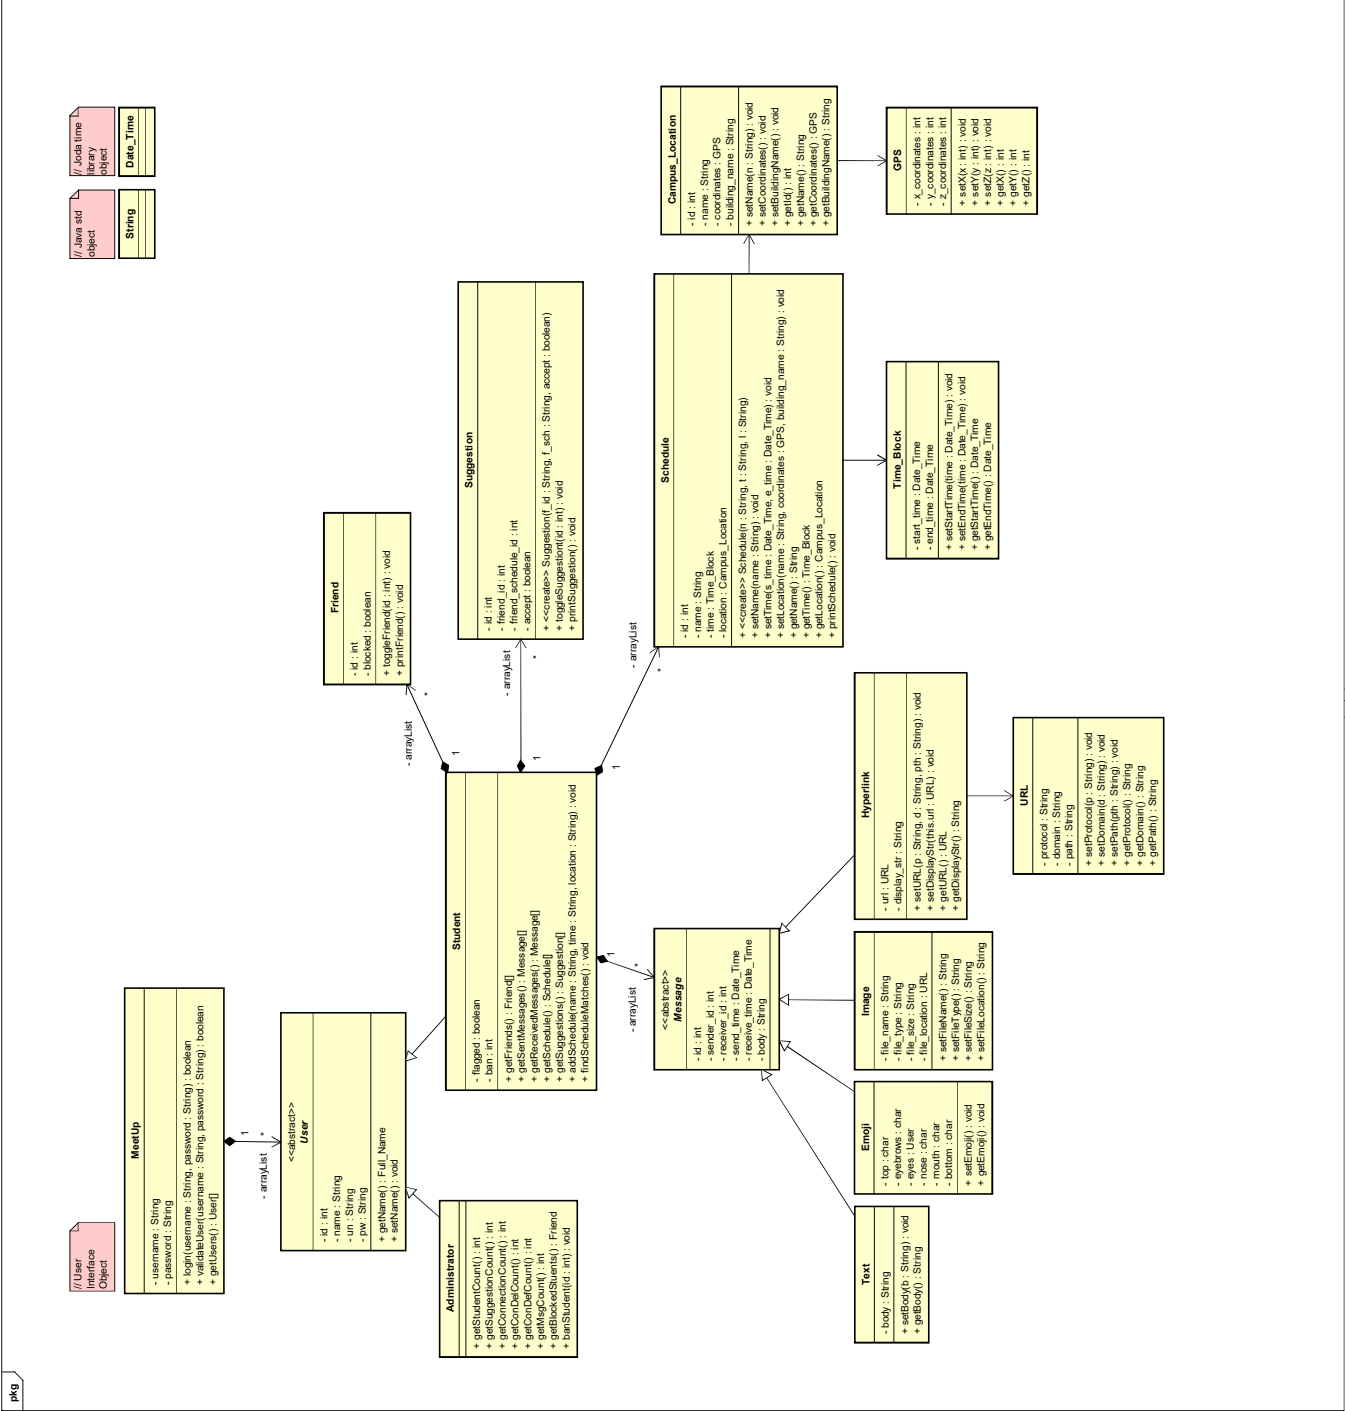 pkg
// User
Interface
Object
MeetUp
- username : String
- password : String
+ login(username : String, password : String) : boolean
+ validateUser(username : String, password : String) : boolean
+ getUsers() : User[]
1
*
- arrayList
<<abstract>>
User
- id : int
- name : String
- un : String
- pw : String
+ getName() : Full_Name
+ setName() : void
Administrator
+ getStudentCount() : int
+ getSuggestionCount() : int
+ getConnectionCount() : int
+ getConDelCount() : int
+ getConDefCount() : int
+ getMsgCount() : int
+ getBlockedStuents() : Friend
+ banStudent(id : int) : void
Student
- flagged : boolean
- ban : int
+ getFriends() : Friend[]
+ getSentMessages() : Message[]
+ getReceivedMessages() : Message[]
+ getSchedule() : Schedule[]
+ getSuggestions() : Suggestion[]
+ addSchedule(name : String, time : String, location : String) : void
+ findScheduleMatches() : void
1
- arrayList
*
Friend
- id : int
- blocked : boolean
+ toggleFriend(id : int) : void
+ printFriend() : void
1
- arrayList
*
Suggestion
- id : int
- friend_id : int
- friend_schedule_id : int
- accept : boolean
+ <<create>> Suggestion(f_id : String, f_sch : String, accept : boolean)
+ toggleSuggestiont(id : int) : void
+ printSuggestion() : void
1
- arrayList
*
Schedule
- id : int
- name : String
- time : Time_Block
- location : Campus_Location
+ <<create>> Schedule(n : String, t : String, l : String)
+ setName(name : String) : void
+ setTime(s_time : Date_Time, e_time : Date_Time) : void
+ setLocation(name : String, coordinates : GPS, building_name : String) : void
+ getName() : String
+ getTime() : Time_Block
+ getLocation() : Campus_Location
+ printSchedule() : void
1
*
- arrayList
<<abstract>>
Message
- id : int
- sender_id : int
- receiver_id : int
- send_time : Date_Time
- receive_time : Date_Time
- body : String
Text
- body : String
+ setBody(b : String) : void
+ getBody() : String
Emoji
- top : char
- eyebrows : char
- eyes : User
- nose : char
- mouth : char
- bottom : char
+ setEmoji() : void
+ getEmoji() : void
Image
- file_name : String
- file_type : String
- file_size : String
- file_location : URL
+ setFileName() : String
+ setFileType() : String
+ setFileSize() : String
+ setFileLocation() : String
Hyperlink
- url : URL
- display_str : String
+ setURL(p : String, d : String, pth : String) : void
+ setDisplayStr(this.url : URL) : void
+ getURL() : URL
+ getDisplayStr() : String
URL
- protocol : String
- domain : String
- path : String
+ setProtocol(p : String) : void
+ setDomain(d : String) : void
+ setPath(pth : String) : void
+ getProtocol() : String
+ getDomain() : String
+ getPath() : String
Time_Block
- start_time : Date_Time
- end_time : Date_Time
+ setStartTime(time : Date_Time) : void
+ setEndTime(time : Date_Time) : void
+ getStartTime() : Date_Time
+ getEndTime() : Date_Time
Campus_Location
- id : int
- name : String
- coordinates : GPS
- building_name : String
+ setName(n : String) : void
+ setCoordinates() : void
+ setBuildingName() : void
+ getId() : int
+ getName() : String
+ getCoordinates() : GPS
+ getBuildingName() : String
GPS
- x_coordinates : int
- y_coordinates : int
- z_coordinates : int
+ setX(x : int) : void
+ setY(y : int) : void
+ setZ(z : int) : void
+ getX() : int
+ getY() : int
+ getZ() : int
// Java std
object
String
// Joda time
library
object
Date_Time